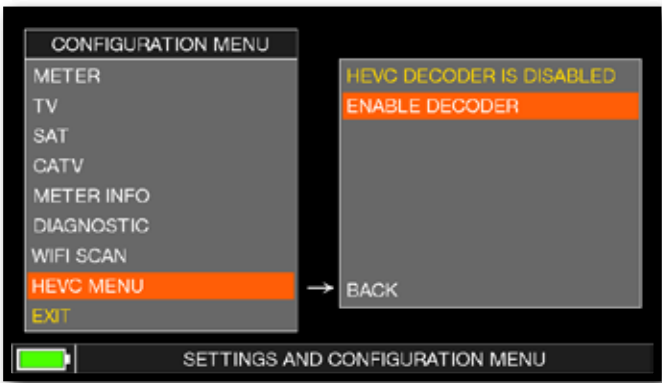 CONFIGURATION MENU
METER
TV
SAT
CATV
METER INFO
DIAGNOSTIC
WIFI SCAN
HEVC MENU
EXIT
HEVC DECODER IS DISABLED
ENABLE DECODER
→ BACK
SETTINGS AND CONFIGURATION MENU